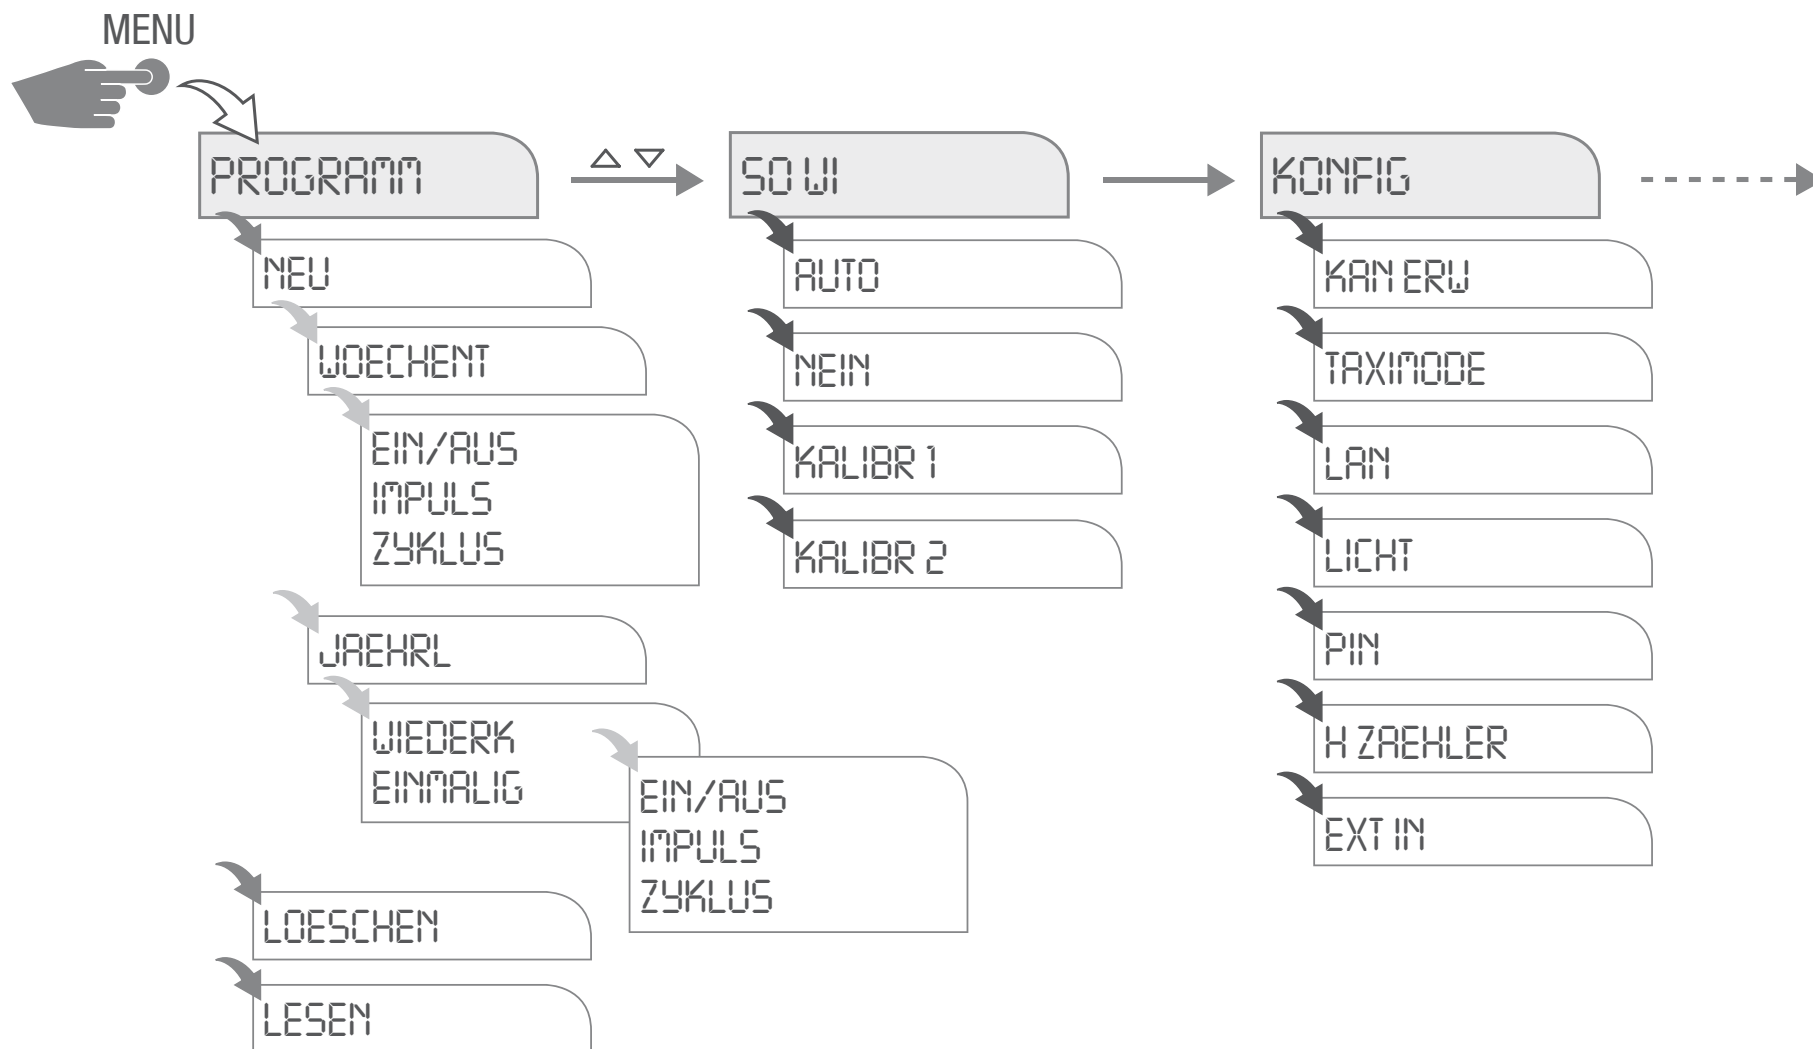 MENU
PROGRAMM
NEU
WOECHENT
EIN/AUS
IMPULS
ZYKLUS
JAEHRL
WIEDERK
EINMALIG
EIN/AUS
IMPULS
ZYKLUS
LOESCHEN
LESEN
SO WI
AUTO
NEIN
KALIBR 1
KALIBR 2
KONFIG
KAN ERW
TAXIMODE
LAN
LICHT
PIN
H ZAEHLER
EXT IN